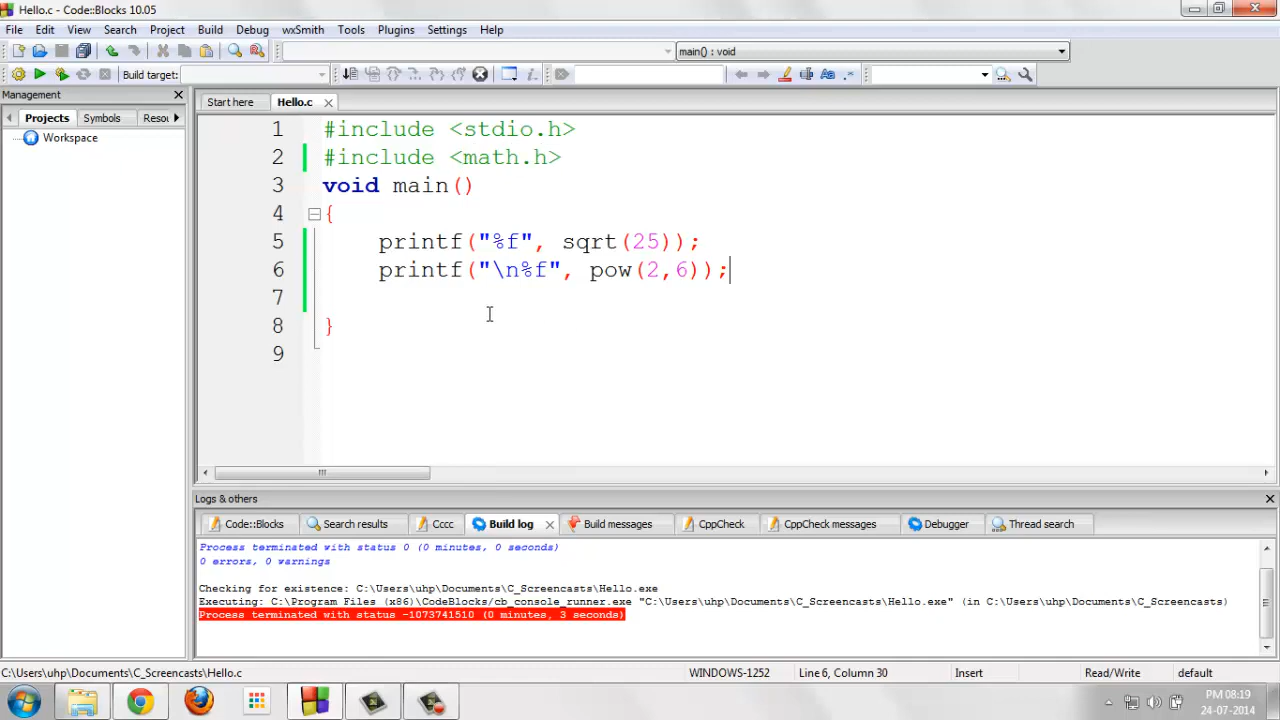 Hello.c - Code::Blocks 10.05
File Edit View Search Project Build Debug wxSmith Tools Plugins Settings Help
main() : void
Build target:
Management
Projects Symbols Resou
Workspace
Start here Hello.c
1 #include <stdio.h>
2 #include <math.h>
3 void main()
4 {
5 printf("%f", sqrt(25));
6 printf("\n%f", pow(2,6));
7
8 }
9
Logs & others
Code::Blocks Search results Cccc Build log Build messages CppCheck CppCheck messages Debugger Thread search
Process terminated with status 0 (0 minutes, 0 seconds)
0 errors, 0 warnings
Checking for existence: C:\Users\uhp\Documents\C_Screencasts\Hello.exe
Executing: C:\Program Files (x86)\CodeBlocks/cb_console_runner.exe "C:\Users\uhp\Documents\C_Screencasts\Hello.exe" (in C:\Users\uhp\Documents\C_Screencasts)
Process terminated with status -1073741510 (0 minutes, 3 seconds)
C:\Users\uhp\Documents\C_Screencasts\Hello.c WINDOWS-1252 Line 6, Column 30 Insert Read/Write default
PM 08:19
24-07-2014